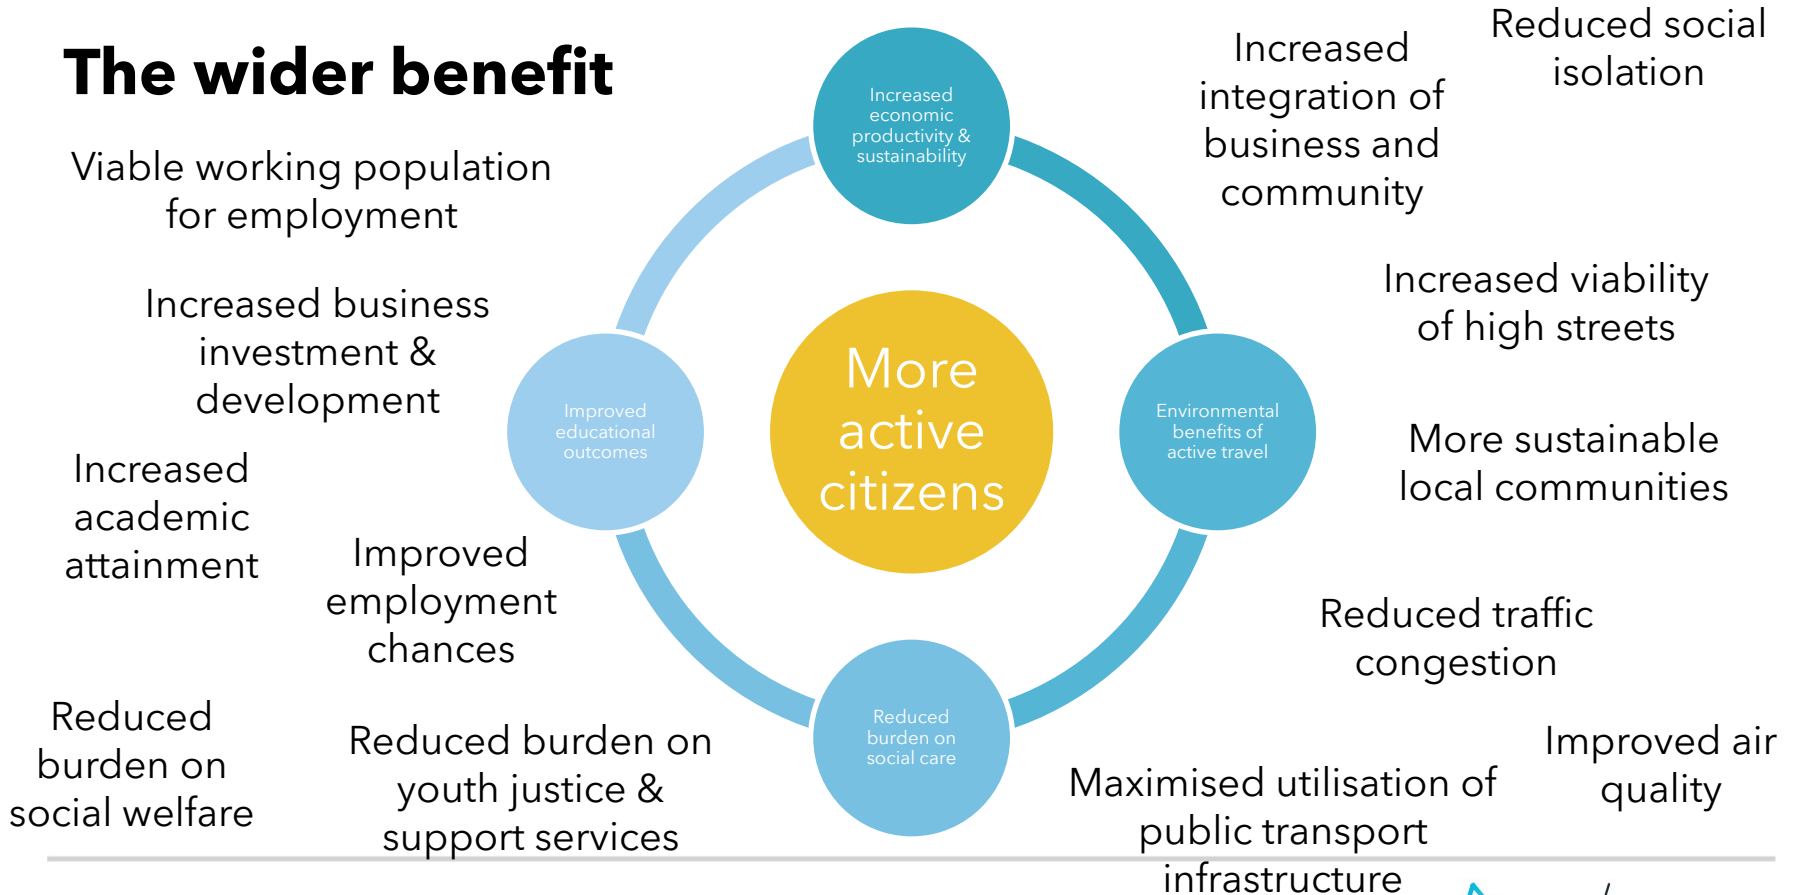 The wider benefit
Viable working population
for employment
Increased business
investment &
development
Increased
academic
attainment
Improved
employment
chances
Reduced
burden on
social welfare
Reduced burden on
youth justice &
support services
Increased
economic
productivity &
sustainability
Improved
educational
outcomes
More
active
citizens
Environmental
benefits of
active travel
Reduced
burden on
social care
Increased
integration of
business and
community
Reduced social
isolation
Increased viability
of high streets
More sustainable
local communities
Reduced traffic
congestion
Improved air
quality
Maximised utilisation of
public transport
infrastructure